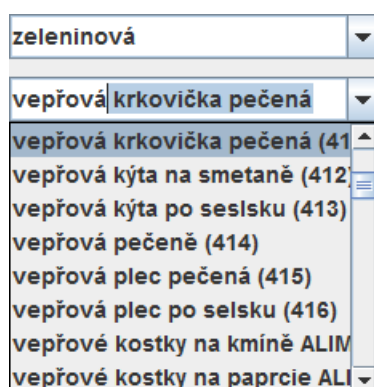 zeleninová
vepřová krkovička pečená
vepřová krkovička pečená (41
vepřová kýta na smetaně (412)
vepřová kýta po seslsku (413)
vepřová pečeně (414)
vepřová plec pečená (415)
vepřová plec po selsku (416)
vepřové kostky na kmíně ALIM
vepřové kostky na paprcie ALI